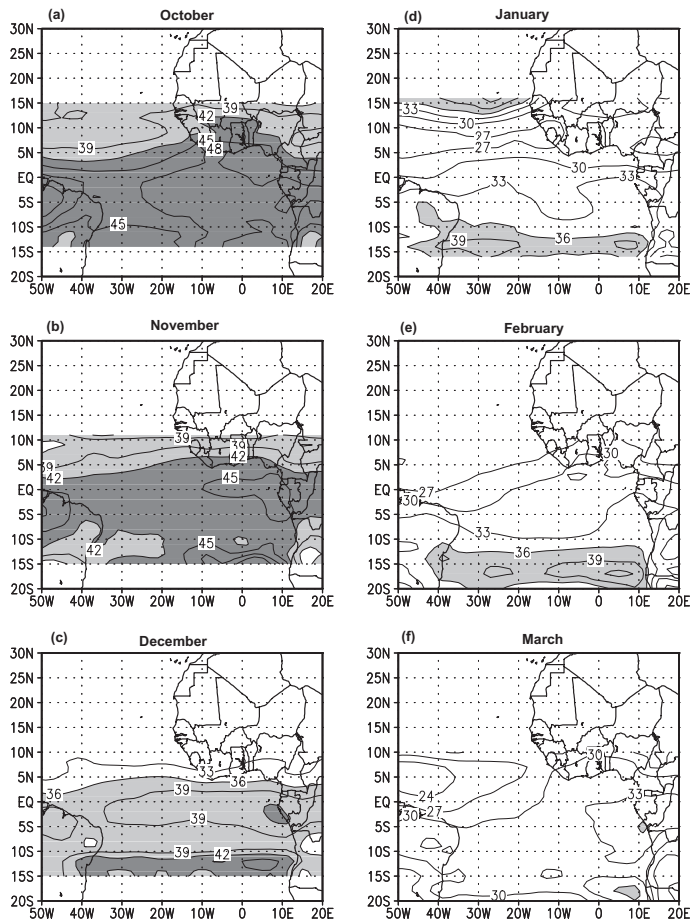 (a) October
30N
25N
20N
15N
10N
5N
EQ
5S
10S
15S
20S
39
42
45
48
39
45
50W 40W 30W 20W 10W 0 10E 20E
(b) November
30N
25N
20N
15N
10N
5N
EQ
5S
10S
15S
20S
39
39
42
39
42
45
42
45
50W 40W 30W 20W 10W 0 10E 20E
(c) December
30N
25N
20N
15N
10N
5N
EQ
5S
10S
15S
20S
33
36
36
39
39
39
42
50W 40W 30W 20W 10W 0 10E 20E
(d) January
30N
25N
20N
15N
10N
5N
EQ
5S
10S
15S
20S
33
30
27
27
30
33
33
39
36
50W 40W 30W 20W 10W 0 10E 20E
(e) February
30N
25N
20N
15N
10N
5N
EQ
5S
10S
15S
20S
30
27
30
33
36
39
50W 40W 30W 20W 10W 0 10E 20E
(f) March
30N
25N
20N
15N
10N
5N
EQ
5S
10S
15S
20S
30
24
27
30
33
30
50W 40W 30W 20W 10W 0 10E 20E